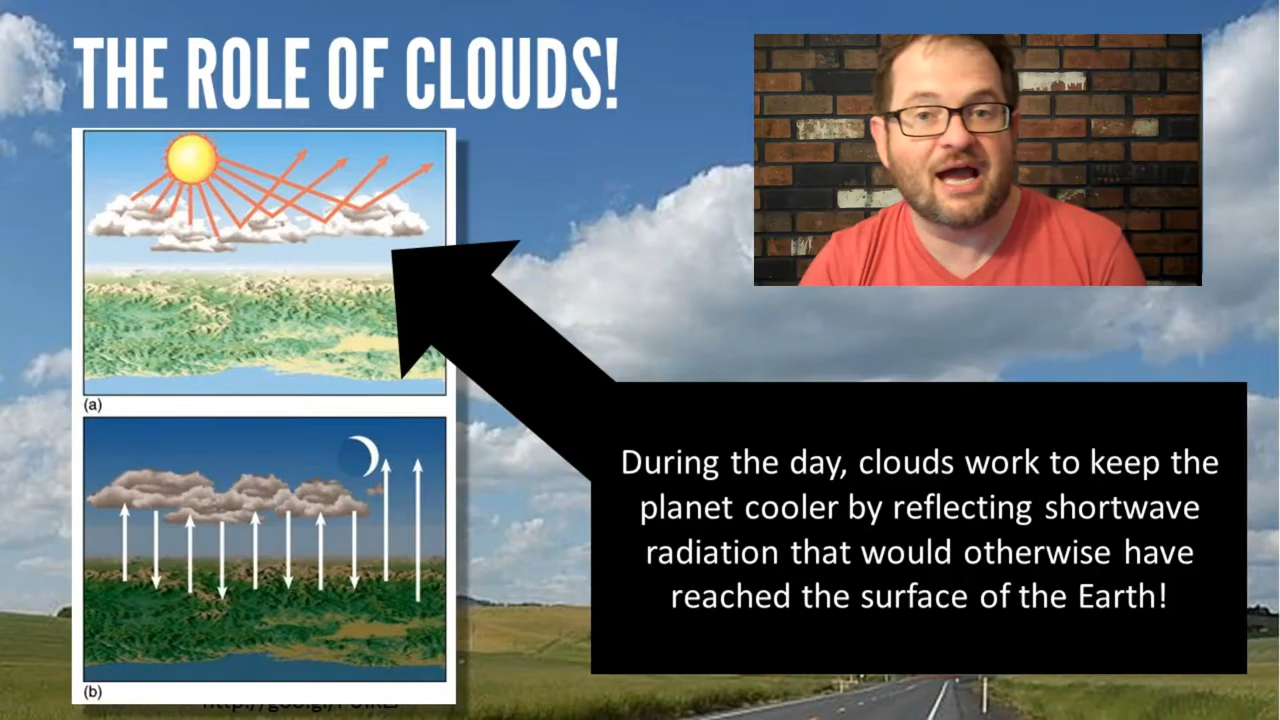 THE ROLE OF CLOUDS!
(a)
During the day, clouds work to keep the
planet cooler by reflecting shortwave
radiation that would otherwise have
reached the surface of the Earth!
(b)